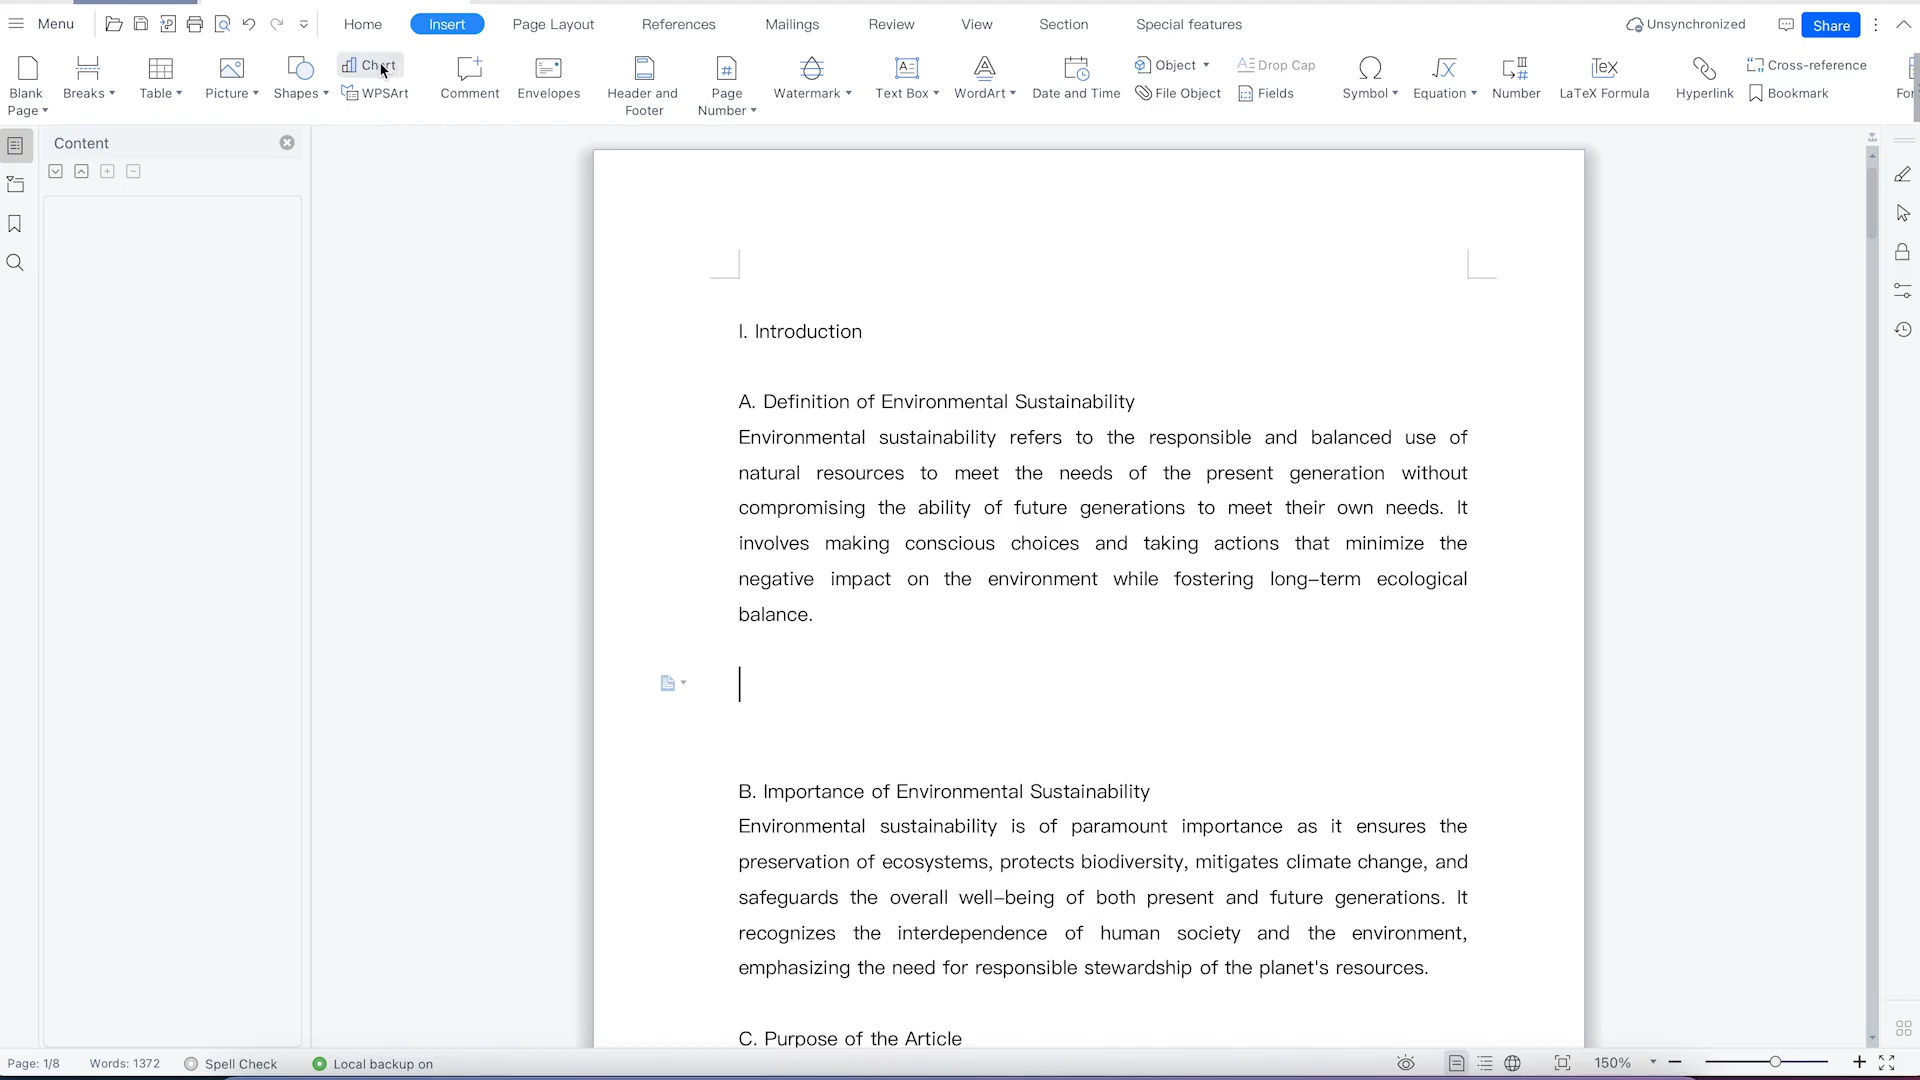 Menu
Home
Insert
Page Layout
References
Mailings
Review
View
Section
Special features
Unsynchronized
Share
Blank Page
Breaks
Table
Picture
Shapes
Chart
WPSArt
Comment
Envelopes
Header and Footer
Page Number
Watermark
Text Box
WordArt
Date and Time
Object
File Object
Drop Cap
Fields
Symbol
Equation
Number
LaTeX Formula
Hyperlink
Cross-reference
Bookmark
Content
I. Introduction
A. Definition of Environmental Sustainability
Environmental sustainability refers to the responsible and balanced use of
natural resources to meet the needs of the present generation without
compromising the ability of future generations to meet their own needs. It
involves making conscious choices and taking actions that minimize the
negative impact on the environment while fostering long–term ecological
balance.
B. Importance of Environmental Sustainability
Environmental sustainability is of paramount importance as it ensures the
preservation of ecosystems, protects biodiversity, mitigates climate change, and
safeguards the overall well–being of both present and future generations. It
recognizes the interdependence of human society and the environment,
emphasizing the need for responsible stewardship of the planet's resources.
C. Purpose of the Article
Page: 1/8
Words: 1372
Spell Check
Local backup on
150%